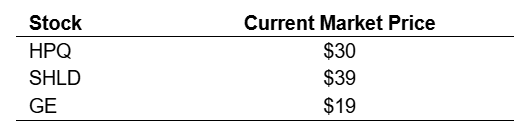 Stock Current Market Price
HPQ $30
SHLD $39
GE $19